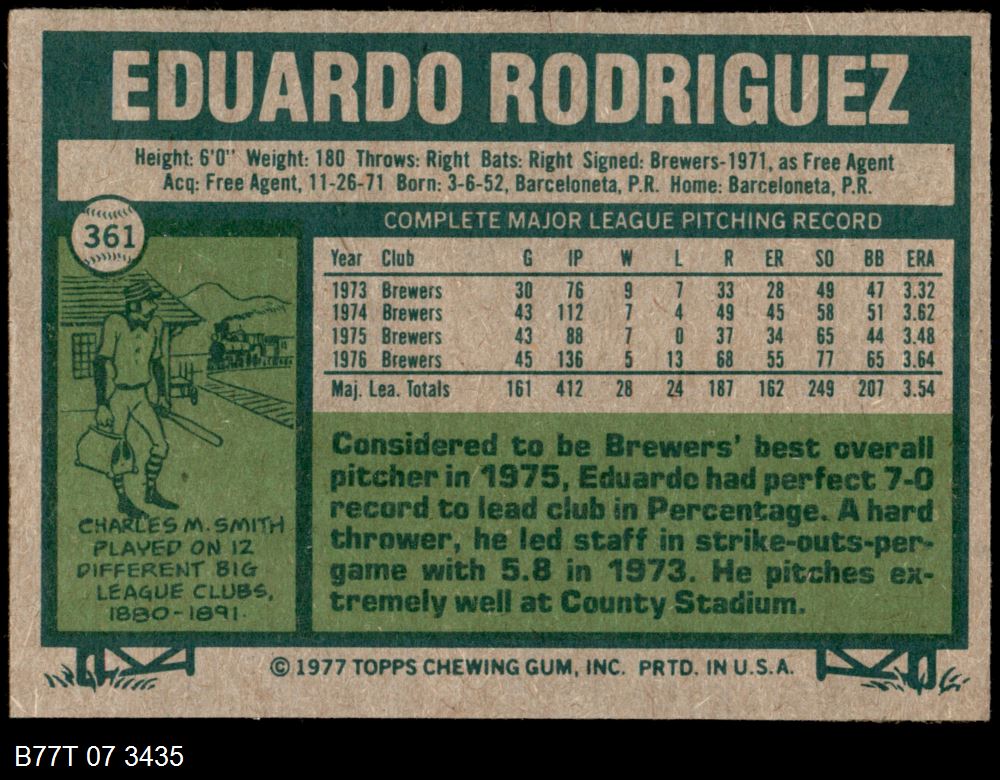 EDUARDO RODRIGUEZ
Height: 6'0" Weight: 180 Throws: Right Bats: Right Signed: Brewers-1971, as Free Agent
Acq: Free Agent, 11-26-71 Born: 3-6-52, Barceloneta, P.R. Home: Barceloneta, P.R.
361
COMPLETE MAJOR LEAGUE PITCHING RECORD
Year Club G IP W L R ER SO BB ERA
1973 Brewers 30 76 9 7 33 28 49 47 3.32
1974 Brewers 43 112 7 4 49 45 58 51 3.62
1975 Brewers 43 88 7 0 37 34 65 44 3.48
1976 Brewers 45 136 5 13 68 55 77 65 3.64
Maj. Lea. Totals 161 412 28 24 187 162 249 207 3.54
Considered to be Brewers' best overall
pitcher in 1975, Eduardo had perfect 7-0
record to lead club in Percentage. A hard
thrower, he led staff in strike-outs-per-
game with 5.8 in 1973. He pitches ex-
tremely well at County Stadium.
CHARLES M. SMITH
PLAYED ON 12
DIFFERENT BIG
LEAGUE CLUBS,
1880-1891.
© 1977 TOPPS CHEWING GUM, INC. PRTD. IN U.S.A.
B77T 07 3435